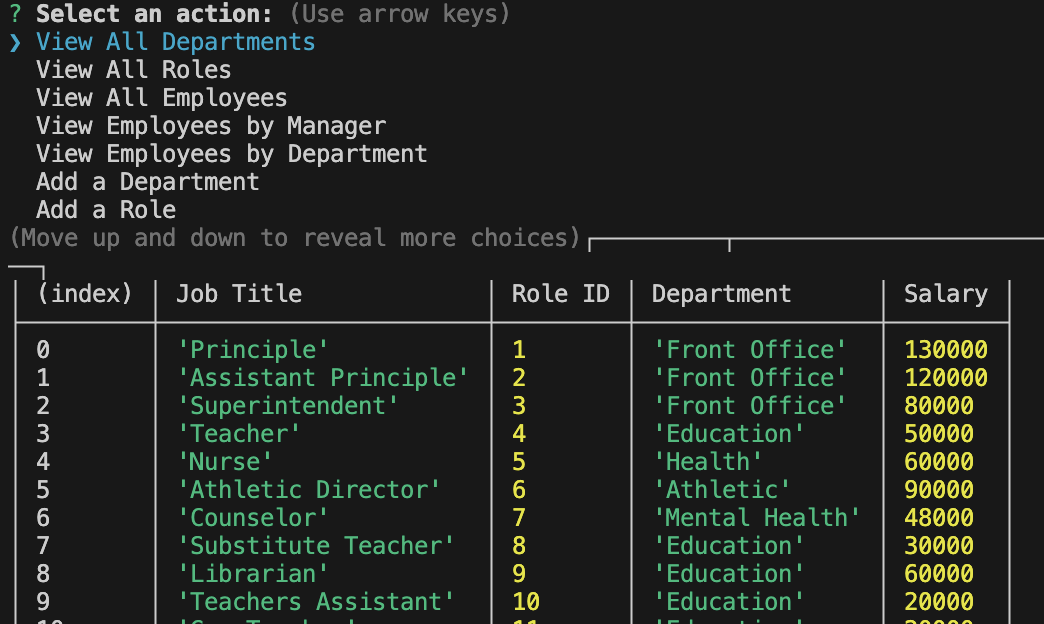 ? Select an action: (Use arrow keys)
❯ View All Departments
View All Roles
View All Employees
View Employees by Manager
View Employees by Department
Add a Department
Add a Role
(Move up and down to reveal more choices)
(index) Job Title Role ID Department Salary
0 'Principle' 1 'Front Office' 130000
1 'Assistant Principle' 2 'Front Office' 120000
2 'Superintendent' 3 'Front Office' 80000
3 'Teacher' 4 'Education' 50000
4 'Nurse' 5 'Health' 60000
5 'Athletic Director' 6 'Athletic' 90000
6 'Counselor' 7 'Mental Health' 48000
7 'Substitute Teacher' 8 'Education' 30000
8 'Librarian' 9 'Education' 60000
9 'Teachers Assistant' 10 'Education' 20000